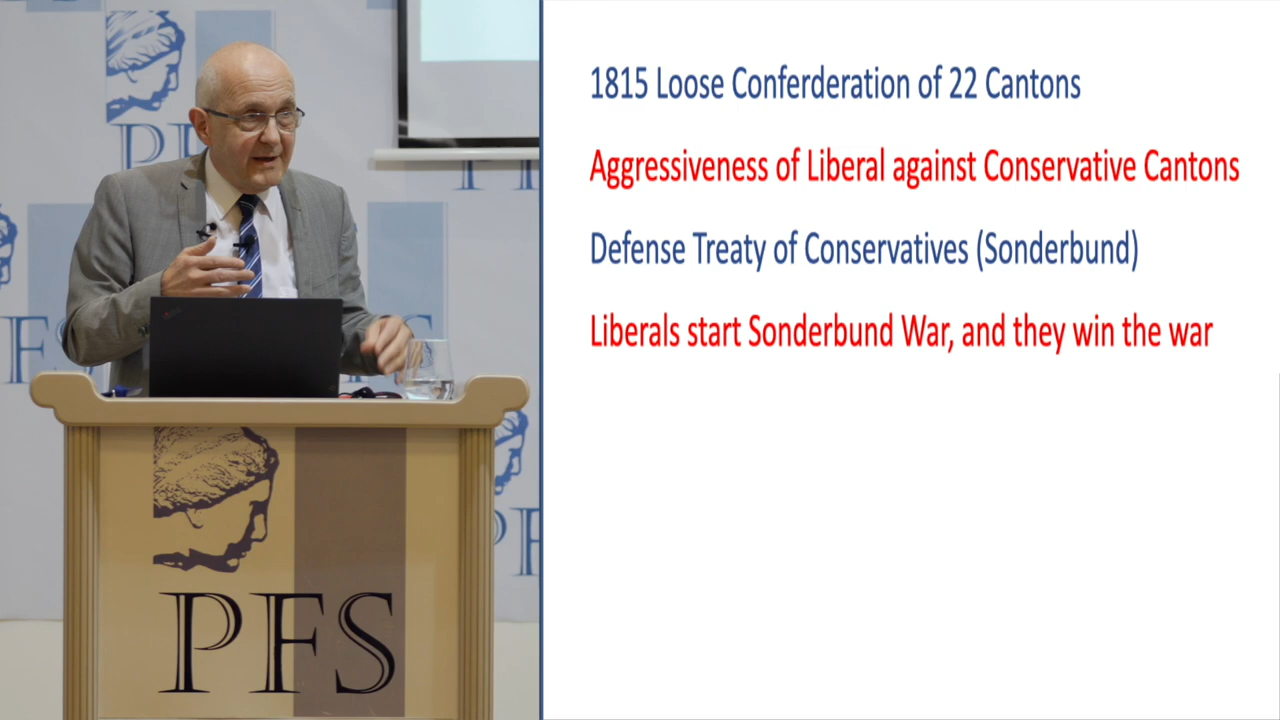 PFS
1815 Loose Conferderation of 22 Cantons
Aggressiveness of Liberal against Conservative Cantons
Defense Treaty of Conservatives (Sonderbund)
Liberals start Sonderbund War, and they win the war
PFS
PFS